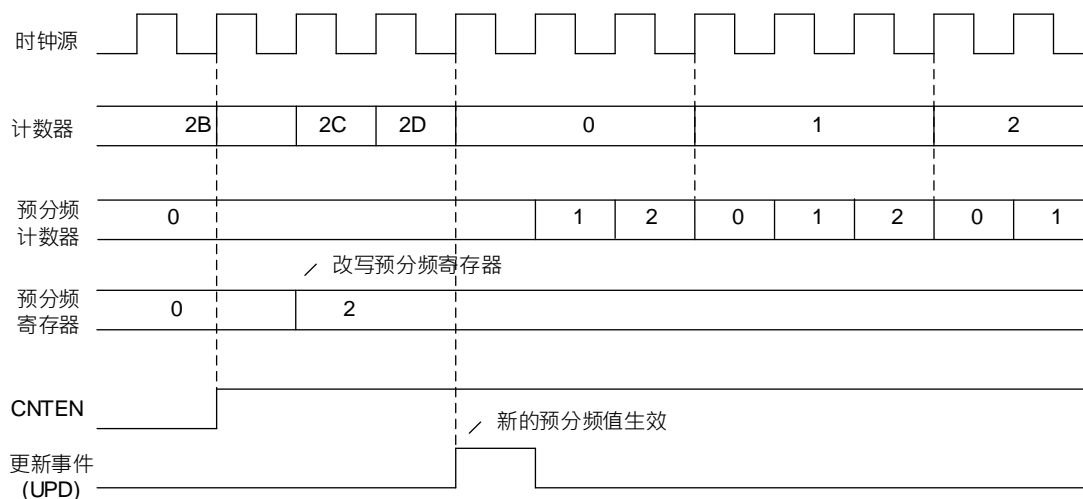 时钟源
计数器 2B 2C 2D 0 1 2
预分频
计数器
0 1 2 0 1 2 0 1
改写预分频寄存器
预分频
寄存器
0 2
CNTEN
新的预分频值生效
更新事件
(UPD)